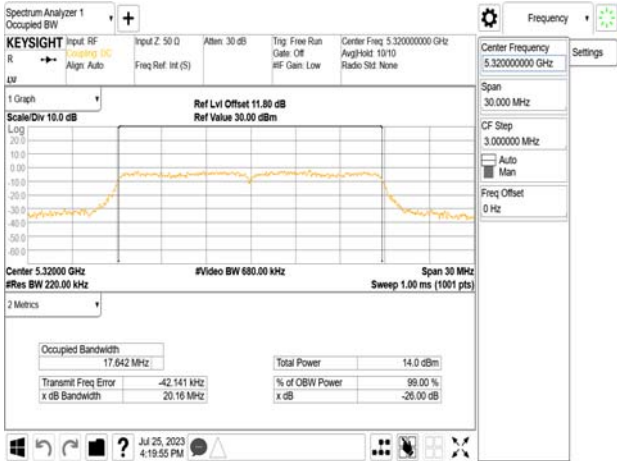 Spectrum Analyzer 1
Occupied BW
Frequency
KEYSIGHT
R
Input: RF
Coupling: DC
Align: Auto
Input Z: 50 Ω
Freq Ref: Int (S)
Atten: 30 dB
Trig: Free Run
Gate: Off
#IF Gain: Low
Center Freq: 5.320000000 GHz
Avg|Hold: 10/10
Radio Std: None
Center Frequency
5.320000000 GHz
Settings
Span
30.000 MHz
CF Step
3.000000 MHz
Auto
Man
Freq Offset
0 Hz
1 Graph
Scale/Div 10.0 dB
Ref Lvl Offset 11.80 dB
Ref Value 30.00 dBm
Log
20.0
10.0
0.00
-10.0
-20.0
-30.0
-40.0
-50.0
-60.0
Center 5.32000 GHz
#Res BW 220.00 kHz
#Video BW 680.00 kHz
Span 30 MHz
Sweep 1.00 ms (1001 pts)
2 Metrics
Occupied Bandwidth
17.642 MHz
Transmit Freq Error -42.141 kHz
x dB Bandwidth 20.16 MHz
Total Power 14.0 dBm
% of OBW Power 99.00 %
x dB -26.00 dB
?
Jul 25, 2023
4:19:55 PM